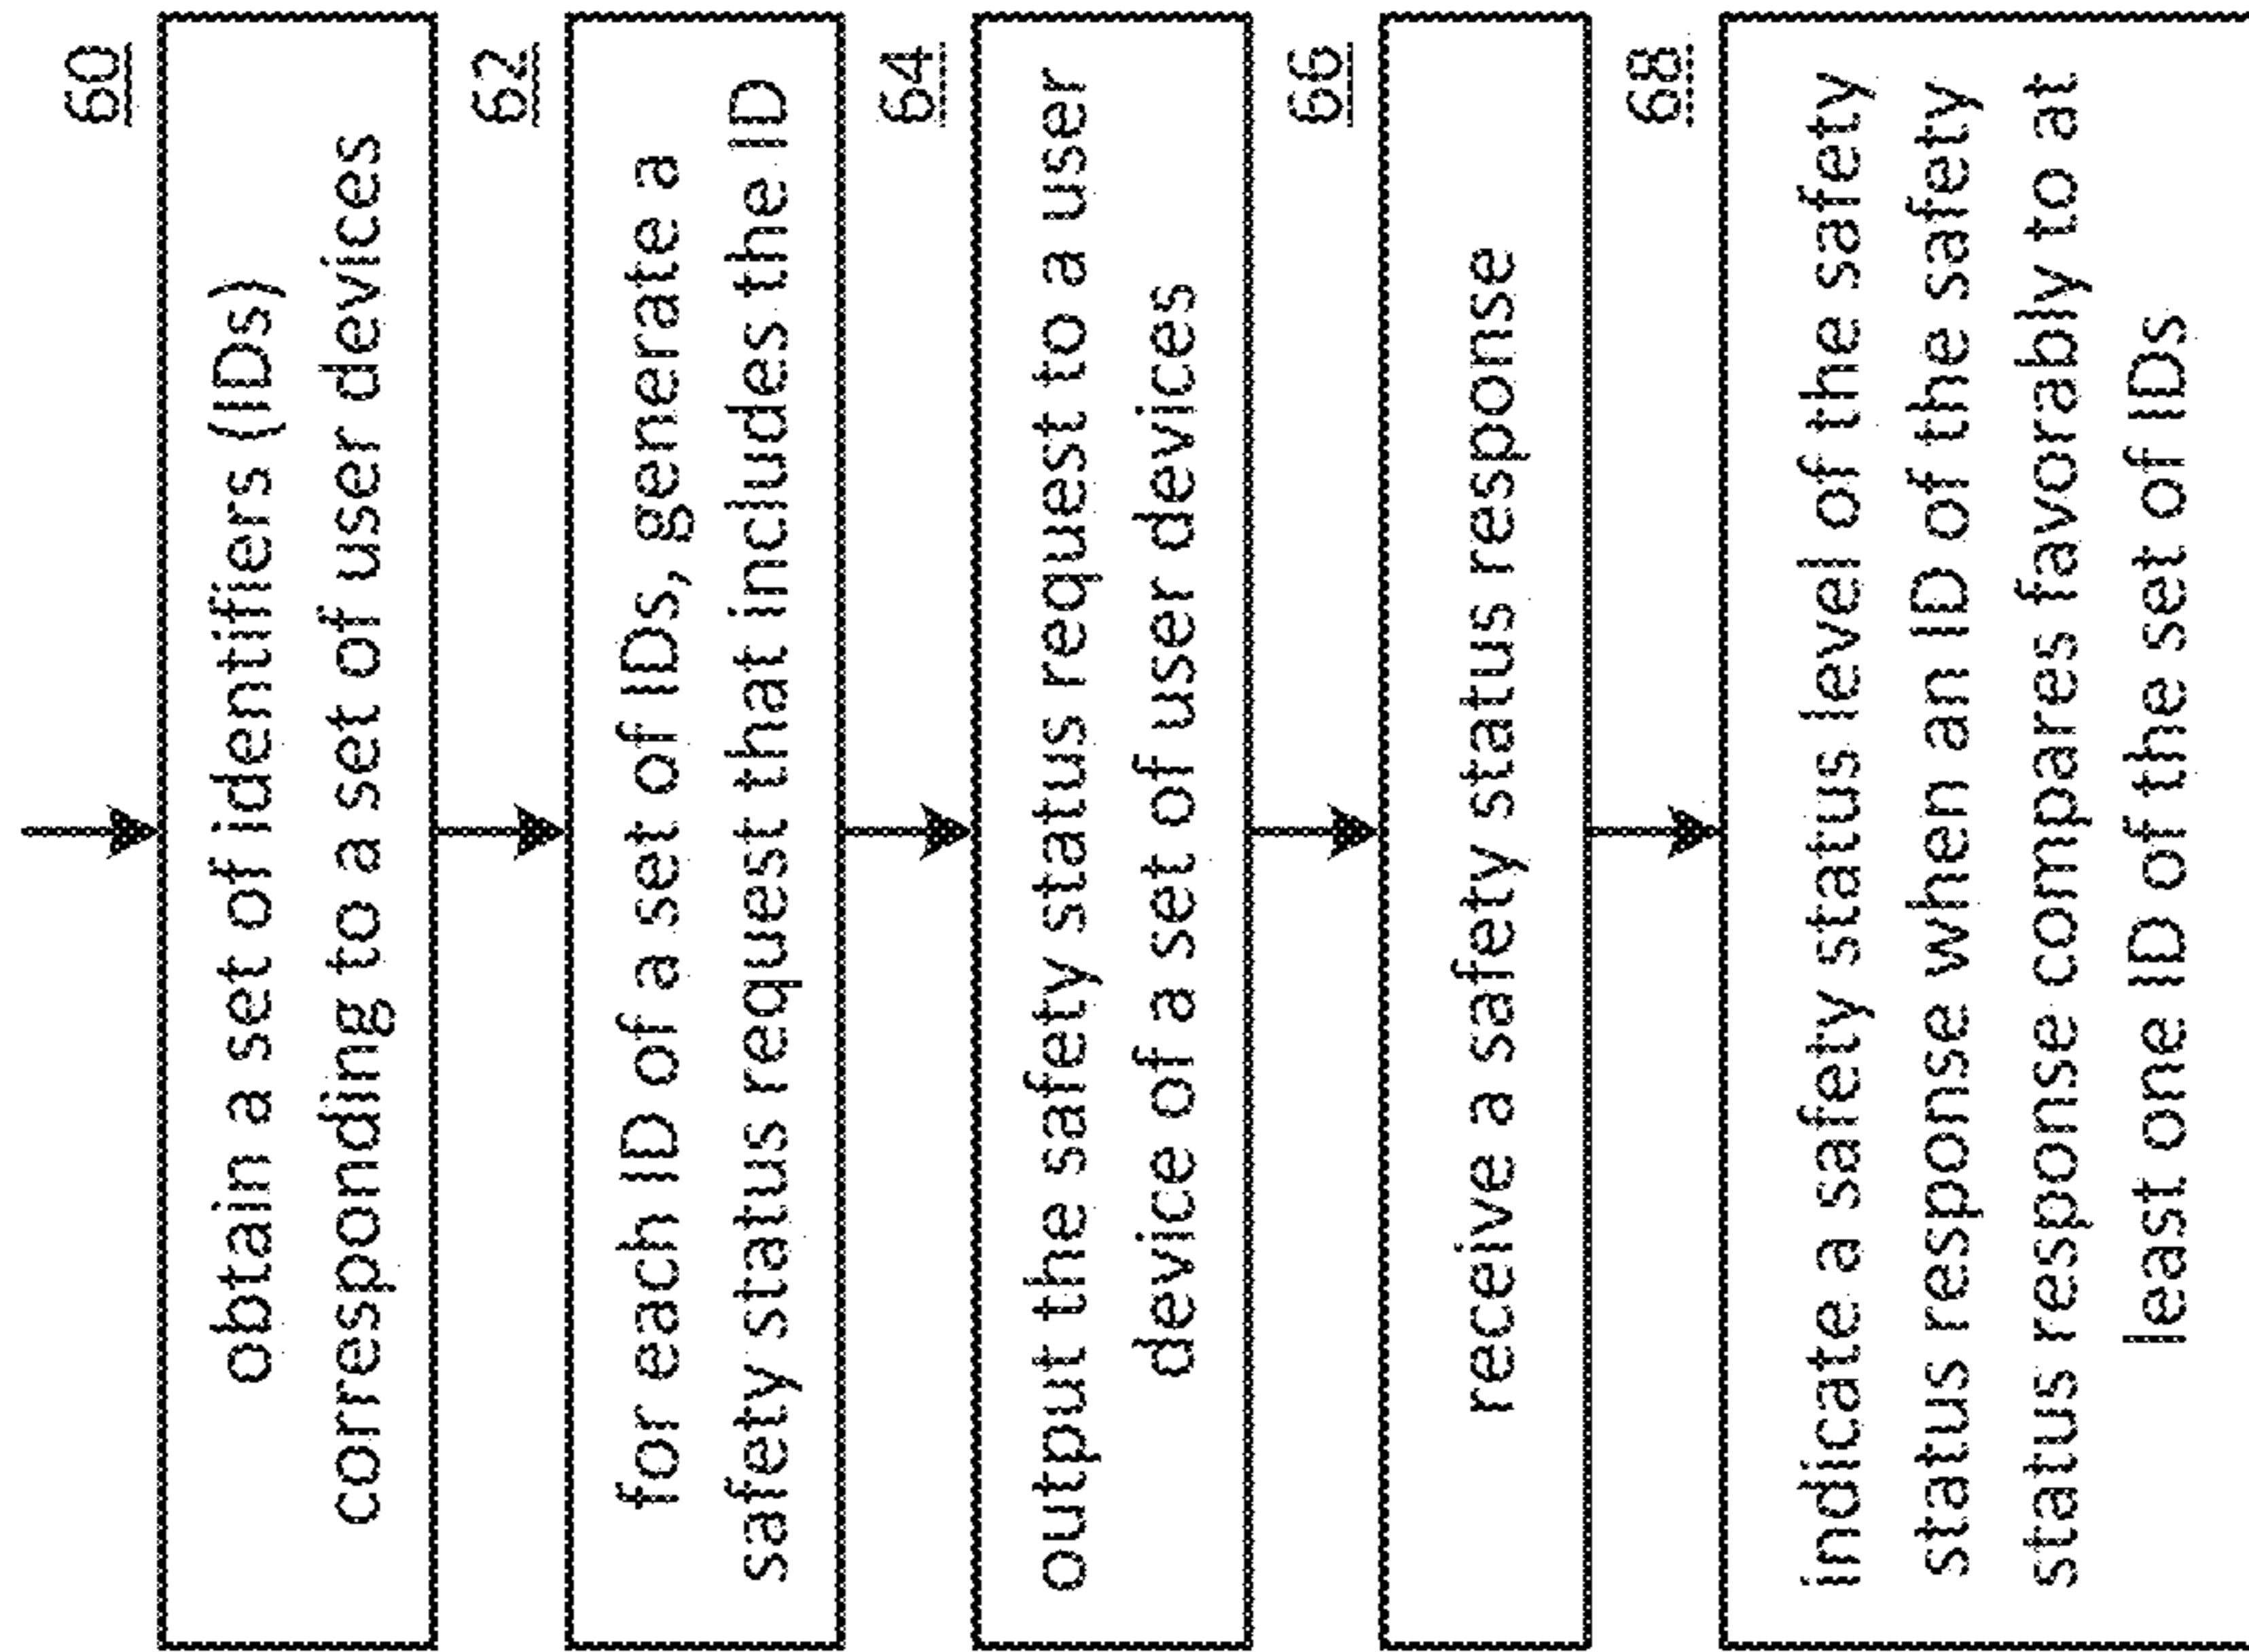 60
obtain a set of identifiers (IDs)
corresponding to a set of user devices
62
for each ID of a set of IDs, generate a
safety status request that includes the ID
64
output the safety status request to a user
device of a set of user devices
66
receive a safety status response
68
indicate a safety status level of the safety
status response when an ID of the safety
status response compares favorably to at
least one ID of the set of IDs